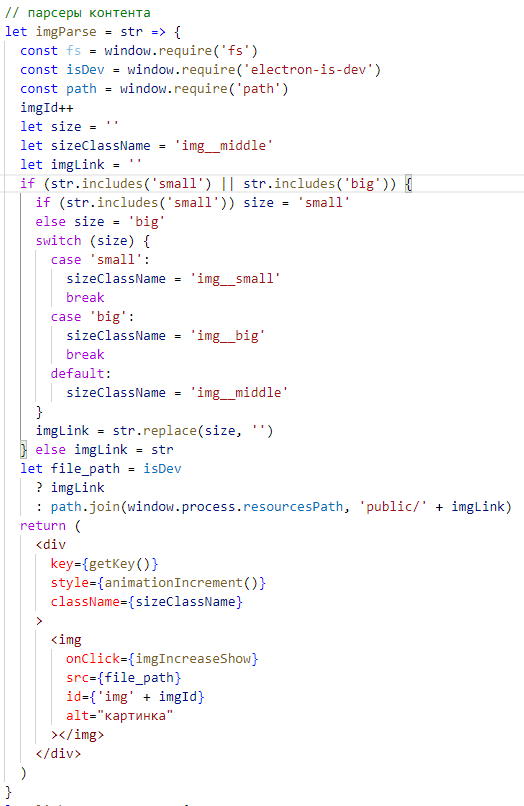 // парсеры контента
let imgParse = str => {
  const fs = window.require('fs')
  const isDev = window.require('electron-is-dev')
  const path = window.require('path')
  imgId++
  let size = ''
  let sizeClassName = 'img__middle'
  let imgLink = ''
  if (str.includes('small') || str.includes('big')) {
    if (str.includes('small')) size = 'small'
    else size = 'big'
    switch (size) {
      case 'small':
        sizeClassName = 'img__small'
        break
      case 'big':
        sizeClassName = 'img__big'
        break
      default:
        sizeClassName = 'img__middle'
    }
    imgLink = str.replace(size, '')
  } else imgLink = str
  let file_path = isDev
    ? imgLink
    : path.join(window.process.resourcesPath, 'public/' + imgLink)
  return (
    <div
      key={getKey()}
      style={animationIncrement()}
      className={sizeClassName}
    >
      <img
        onClick={imgIncreaseShow}
        src={file_path}
        id={'img' + imgId}
        alt="картинка"
      ></img>
    </div>
  )
}